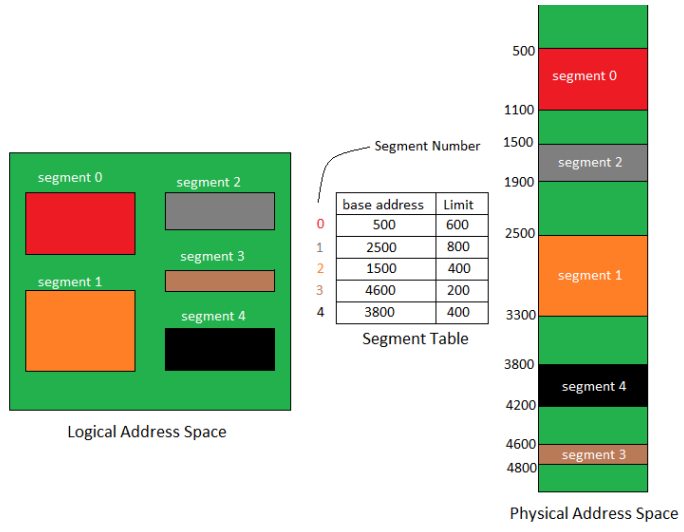 segment 0
segment 2
segment 3
segment 1
segment 4
Logical Address Space
Segment Number
base address Limit
0 500 600
1 2500 800
2 1500 400
3 4600 200
4 3800 400
Segment Table
500
segment 0
1100
1500
segment 2
1900
2500
segment 1
3300
3800
segment 4
4200
4600
segment 3
4800
Physical Address Space